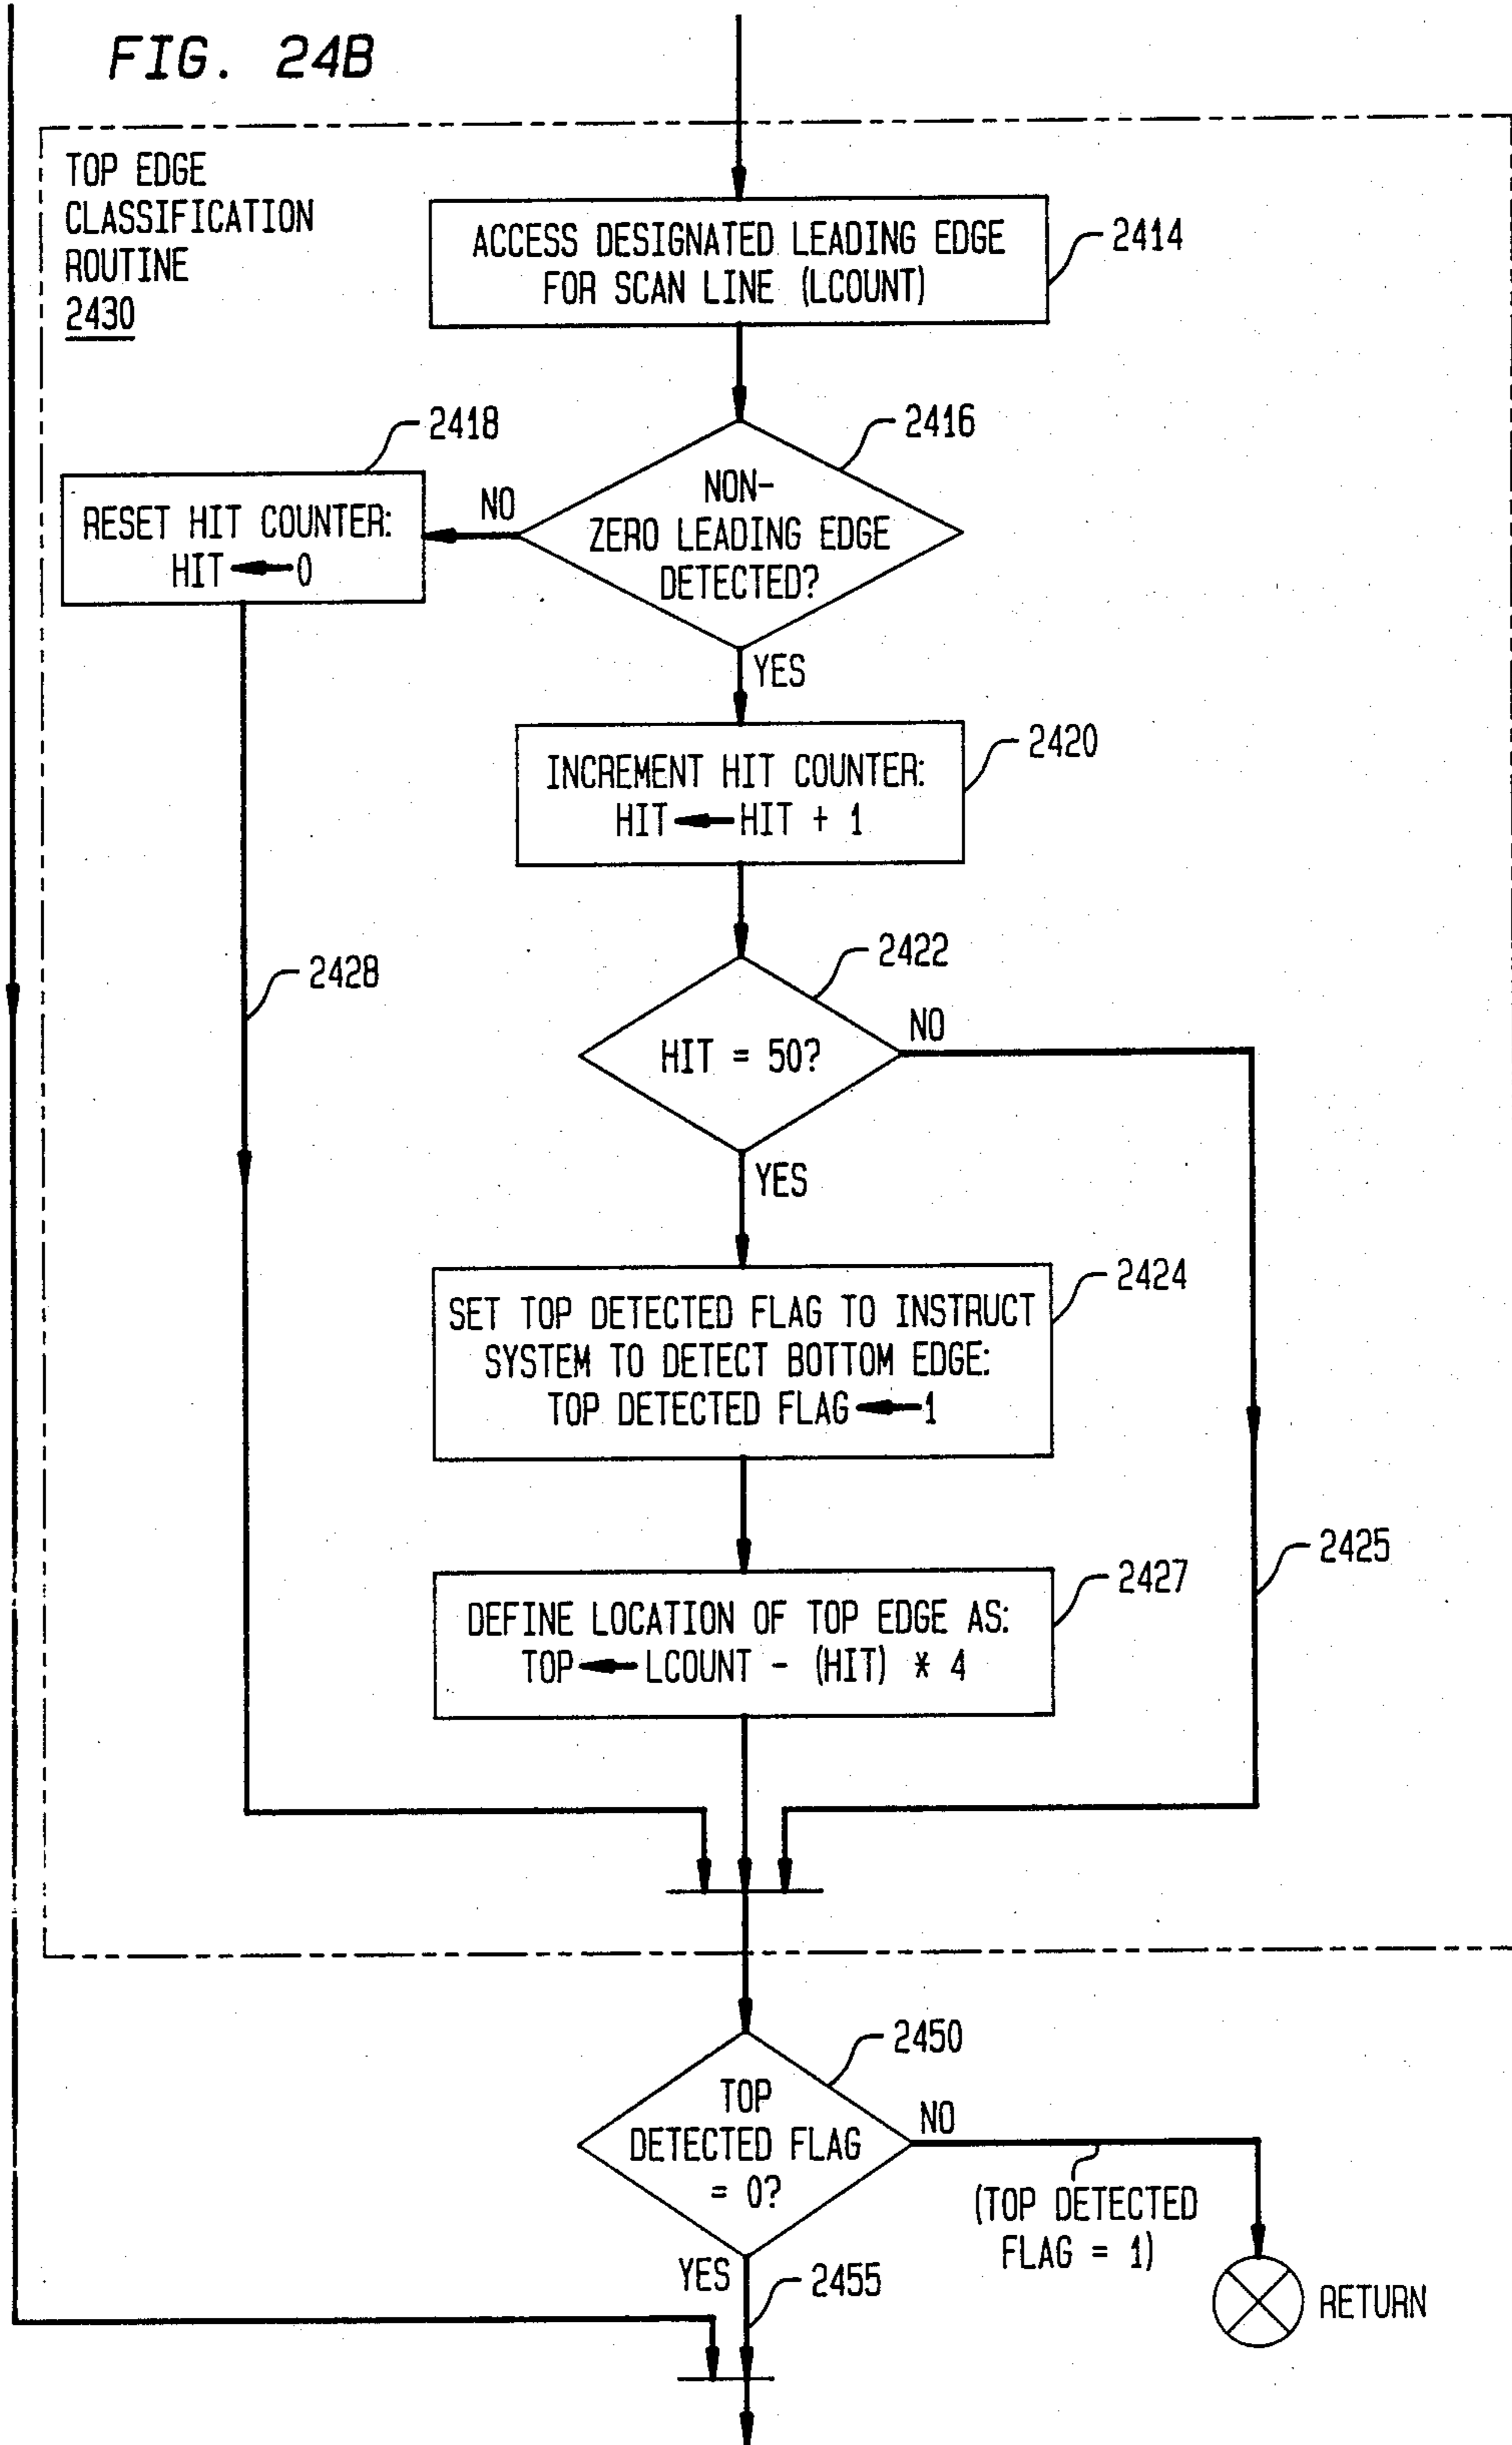 FIG. 24B
TOP EDGE
CLASSIFICATION
ROUTINE
2430
ACCESS DESIGNATED LEADING EDGE
FOR SCAN LINE (LCOUNT)
2414
2416
2418
NON-
ZERO LEADING EDGE
DETECTED?
NO
RESET HIT COUNTER:
HIT ← 0
YES
INCREMENT HIT COUNTER:
HIT ← HIT + 1
2420
2422
2428
HIT = 50?
NO
YES
SET TOP DETECTED FLAG TO INSTRUCT
SYSTEM TO DETECT BOTTOM EDGE:
TOP DETECTED FLAG ← 1
2424
2425
DEFINE LOCATION OF TOP EDGE AS:
TOP ← LCOUNT - (HIT) * 4
2427
2450
TOP
DETECTED FLAG
= 0?
NO
(TOP DETECTED
FLAG = 1)
YES
2455
RETURN